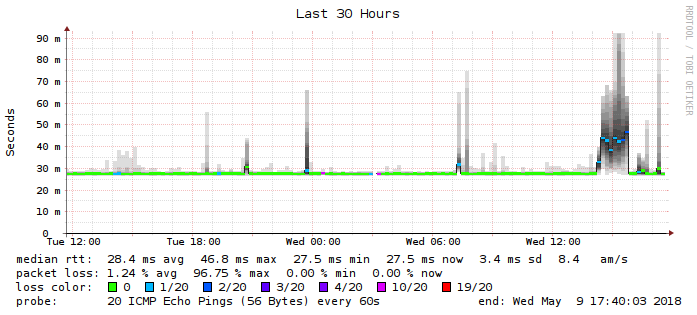 Last 30 Hours
RRDTOOL / TOBI OETIKER
Seconds
90 m
80 m
70 m
60 m
50 m
40 m
30 m
20 m
10 m
0
Tue 12:00 Tue 18:00 Wed 00:00 Wed 06:00 Wed 12:00
median rtt: 28.4 ms avg 46.8 ms max 27.5 ms min 27.5 ms now 3.4 ms sd 8.4 am/s
packet loss: 1.24 % avg 96.75 % max 0.00 % min 0.00 % now
loss color: 0 1/20 2/20 3/20 4/20 10/20 19/20
probe: 20 ICMP Echo Pings (56 Bytes) every 60s end: Wed May 9 17:40:03 2018